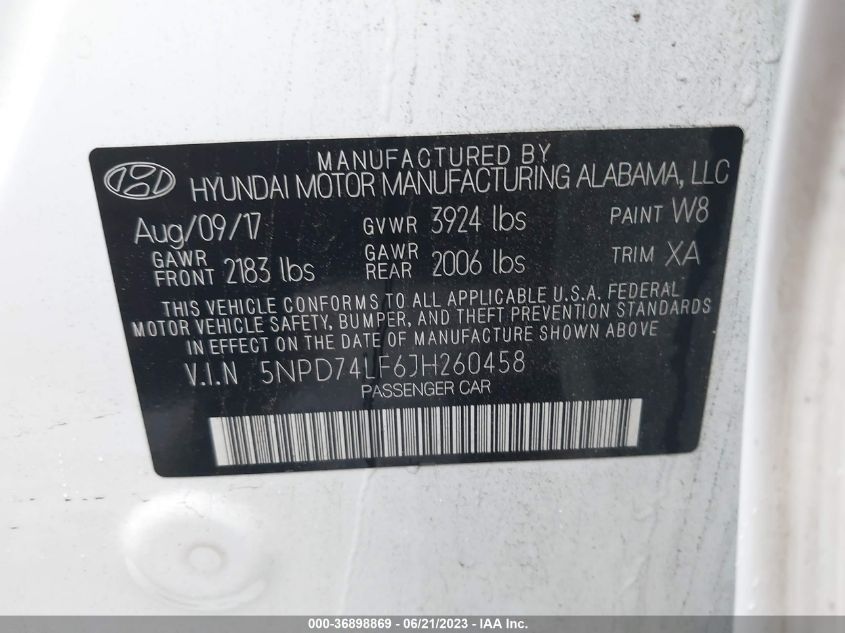 MANUFACTURED BY
HYUNDAI MOTOR MANUFACTURING ALABAMA, LLC
Aug/09/17 GVWR 3924 lbs PAINT W8
GAWR FRONT 2183 lbs GAWR REAR 2006 lbs TRIM XA
THIS VEHICLE CONFORMS TO ALL APPLICABLE U.S.A. FEDERAL
MOTOR VEHICLE SAFETY, BUMPER, AND THEFT PREVENTION STANDARDS
IN EFFECT ON THE DATE OF MANUFACTURE SHOWN ABOVE
V.I.N 5NPD74LF6JH260458
PASSENGER CAR
000-36898869 - 06/21/2023 - IAA Inc.